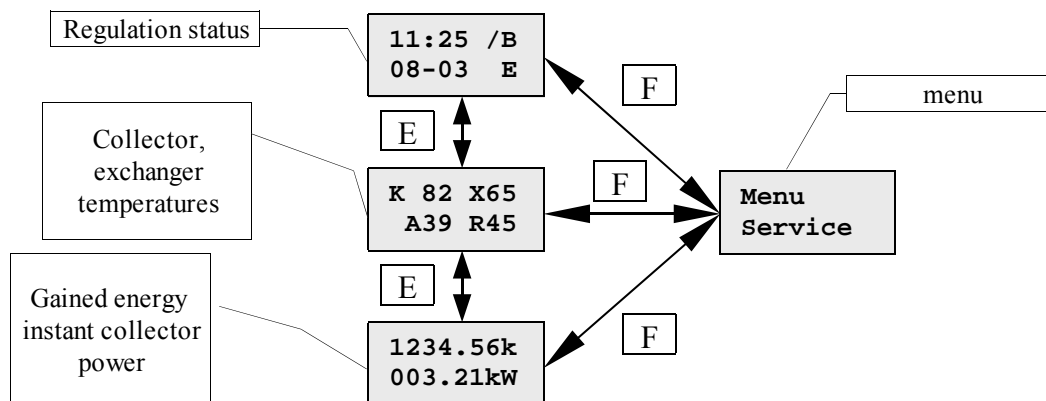 Regulation status
11:25 /B
08-03 E
F
menu
E
Collector,
exchanger
temperatures
K 82 X65
A39 R45
F
Menu
Service
E
Gained energy
instant collector
power
1234.56k
003.21kW
F